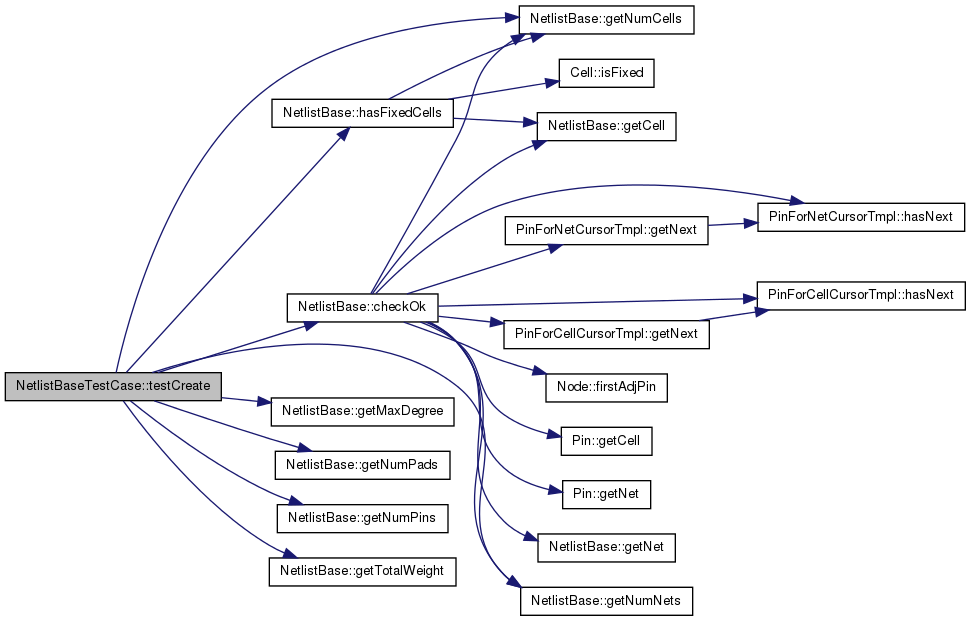 NetlistBase::getNumCells
Cell::isFixed
NetlistBase::hasFixedCells
NetlistBase::getCell
PinForNetCursorTmpl::hasNext
PinForNetCursorTmpl::getNext
PinForCellCursorTmpl::hasNext
NetlistBase::checkOk
PinForCellCursorTmpl::getNext
NetlistBaseTestCase::testCreate
Node::firstAdjPin
NetlistBase::getMaxDegree
Pin::getCell
NetlistBase::getNumPads
Pin::getNet
NetlistBase::getNumPins
NetlistBase::getNet
NetlistBase::getTotalWeight
NetlistBase::getNumNets